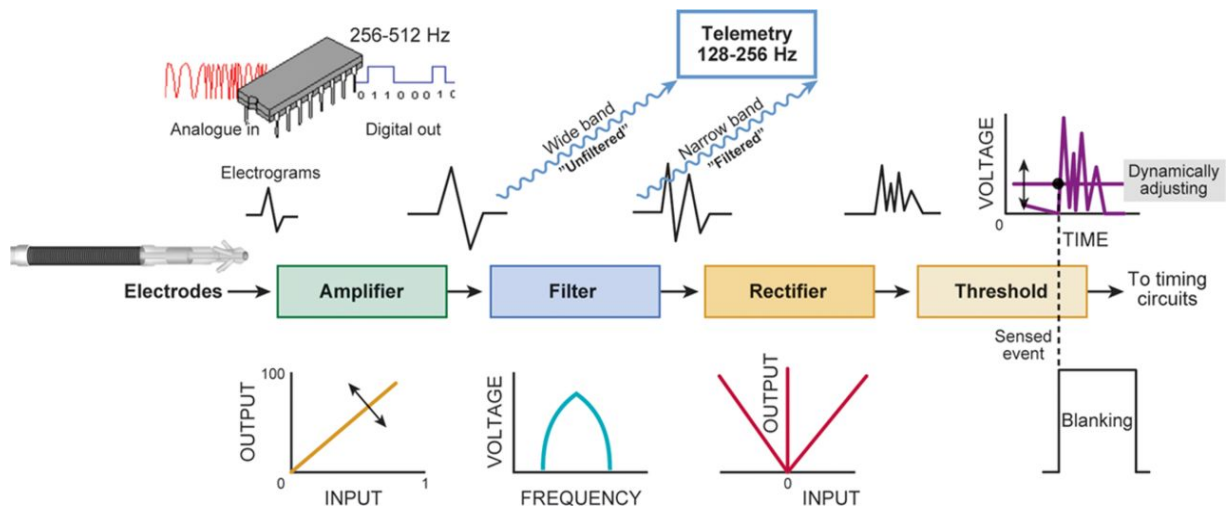 256-512 Hz
0 1 1 0 0 0 1 0
Analogue in
Digital out
Telemetry
128-256 Hz
Wide band
"Unfiltered"
Narrow band
"Filtered"
Electrograms
VOLTAGE
0
TIME
Dynamically
adjusting
Electrodes
Amplifier
Filter
Rectifier
Threshold
To timing
circuits
Sensed
event
100
OUTPUT
0
1
INPUT
VOLTAGE
FREQUENCY
OUTPUT
0
INPUT
Blanking